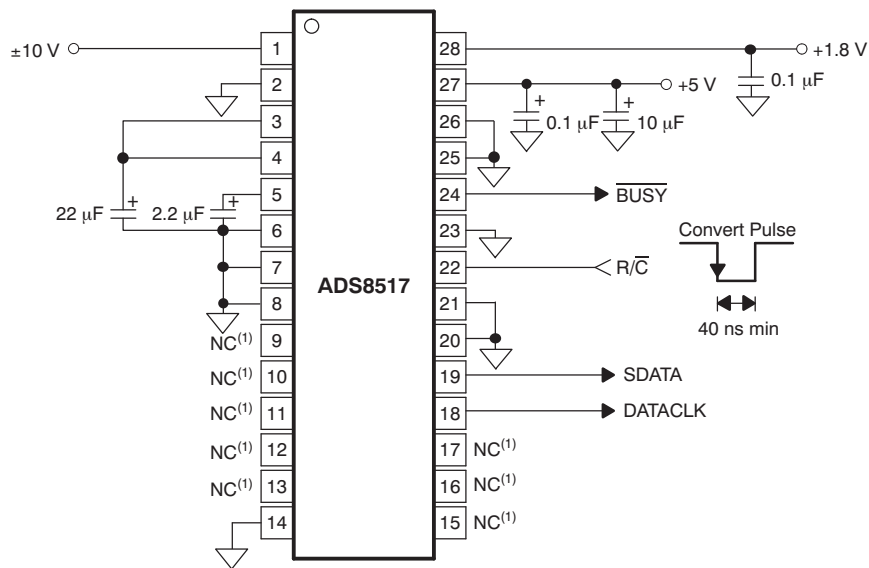 ±10 V
1
28
+1.8 V
2
27
+5 V
0.1 μF
3
26
+
0.1 μF
+
10 μF
4
25
22 μF
+
2.2 μF
+
5
24
BUSY
6
23
Convert Pulse
7
ADS8517
22
R/C
8
21
40 ns min
NC(1)
9
20
NC(1)
10
19
SDATA
NC(1)
11
18
DATACLK
NC(1)
12
17
NC(1)
NC(1)
13
16
NC(1)
14
15
NC(1)